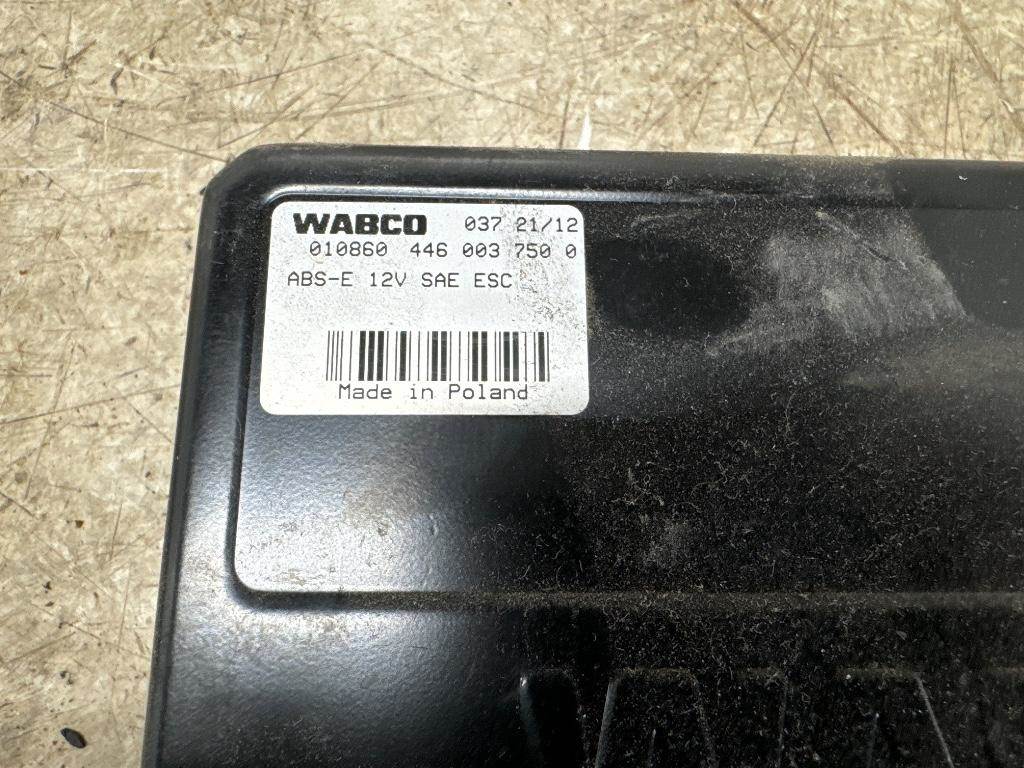 WABCO 037 21/12
010860 446 003 750 0
ABS-E 12V SAE ESC
Made in Poland